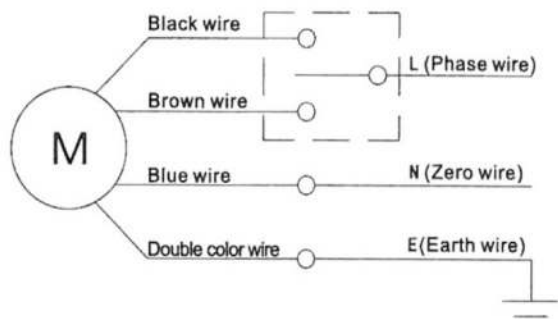 Black wire
L (Phase wire)
Brown wire
M
Blue wire
N (Zero wire)
Double color wire
E(Earth wire)